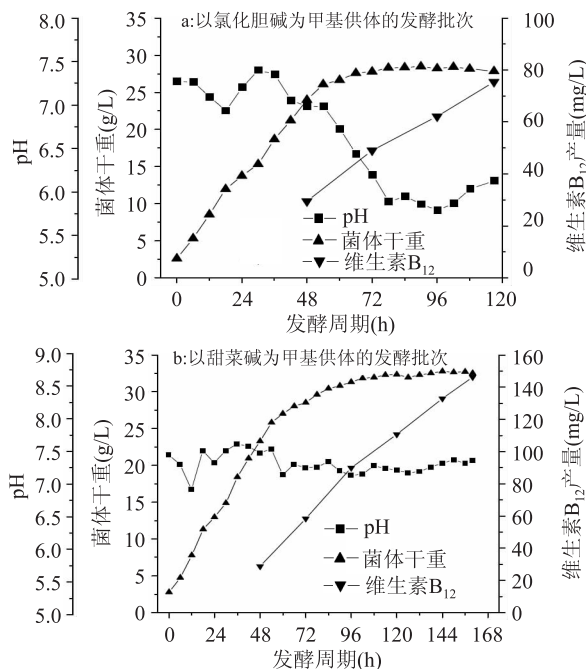 a:以氯化胆碱为甲基供体的发酵批次
8.0 35 100
7.5 30 80
7.0 25
6.5 20 60
6.0 15 40
5.5 10 20
5.0 5 0
0
pH
菌体干重(g/L)
维生素B12产量(mg/L)
pH
菌体干重
维生素B12
0 24 48 72 96 120
发酵周期(h)
b:以甜菜碱为甲基供体的发酵批次
9.0 35 160
8.5 30 140
8.0 25 120
7.5 20 100
7.0 15 80
6.5 10 60
6.0 5 40
5.5 0 20
5.0 0
pH
菌体干重(g/L)
维生素B12产量(mg/L)
pH
菌体干重
维生素B12
0 24 48 72 96 120 144 168
发酵周期(h)